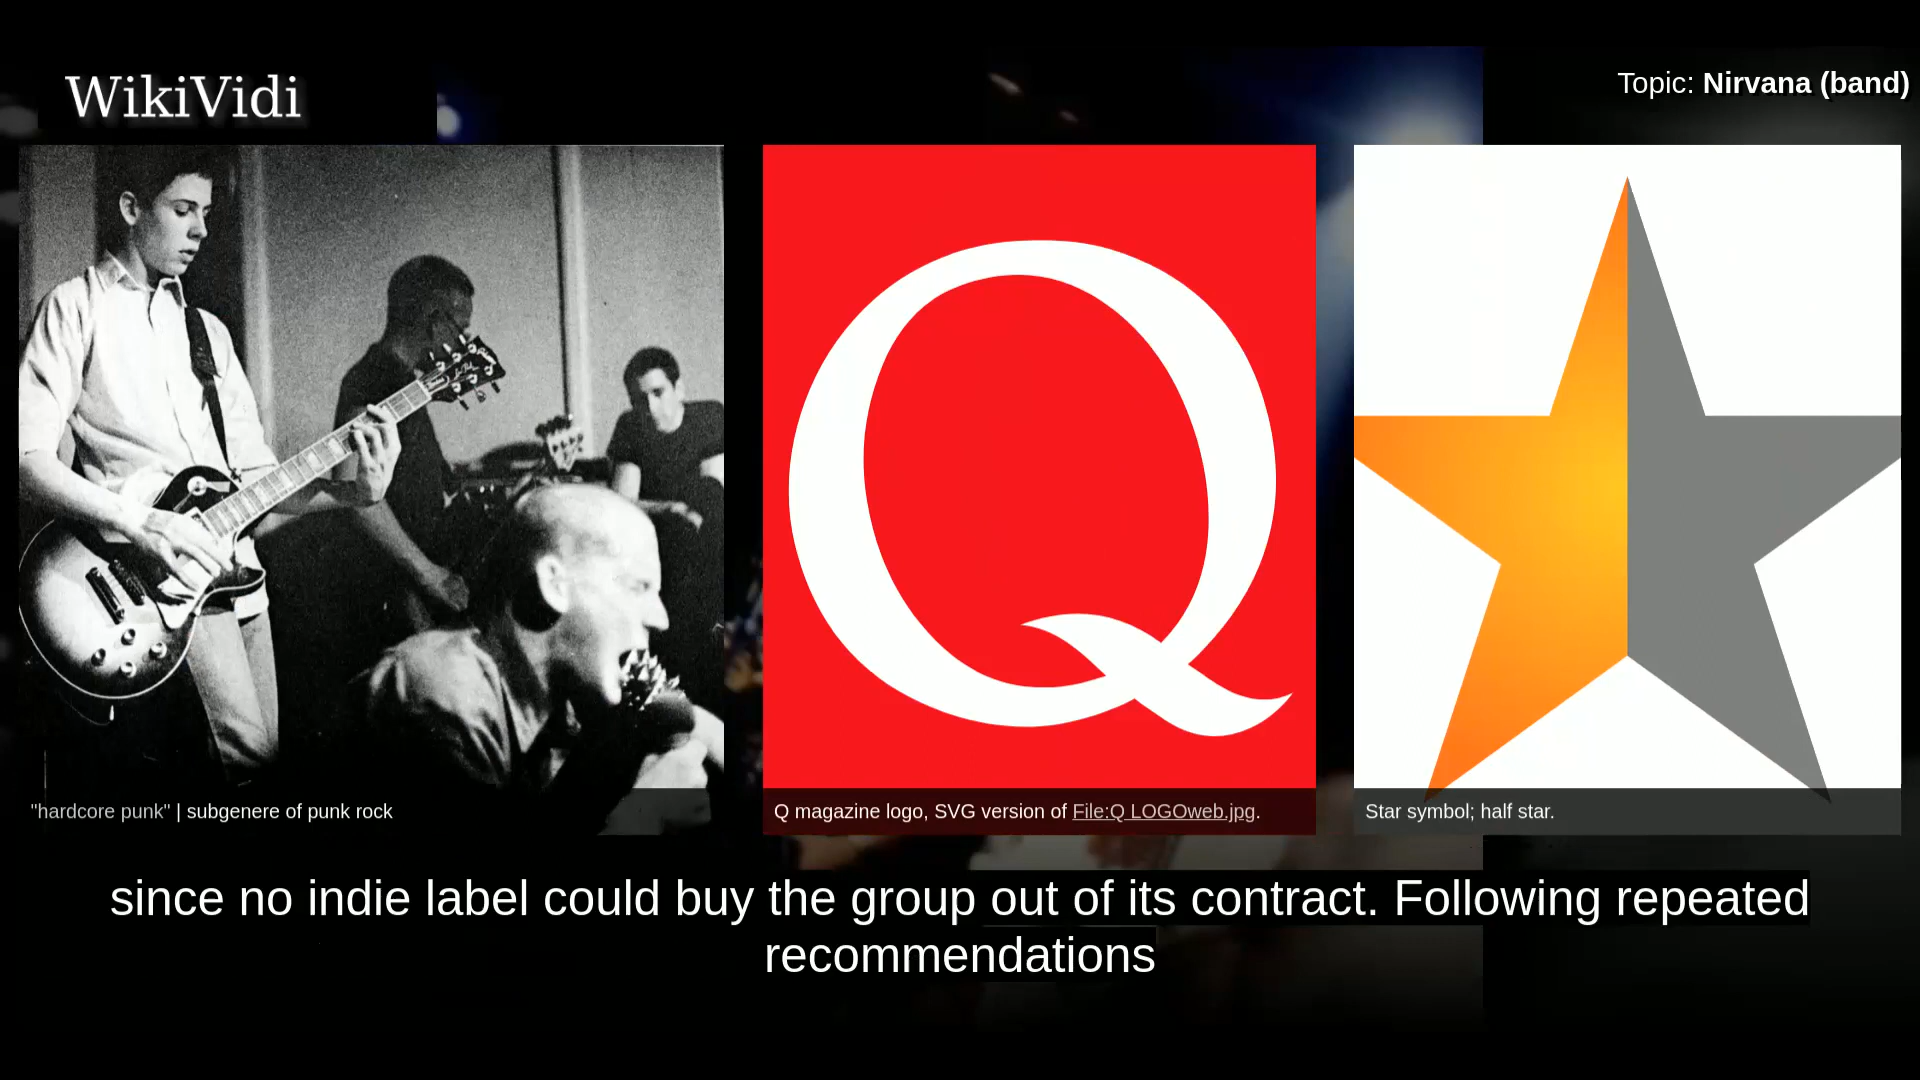 WikiVidi
Topic: Nirvana (band)
"hardcore punk" | subgenere of punk rock
Q
Q magazine logo, SVG version of File:Q LOGOweb.jpg.
Star symbol; half star.
since no indie label could buy the group out of its contract. Following repeated
recommendations